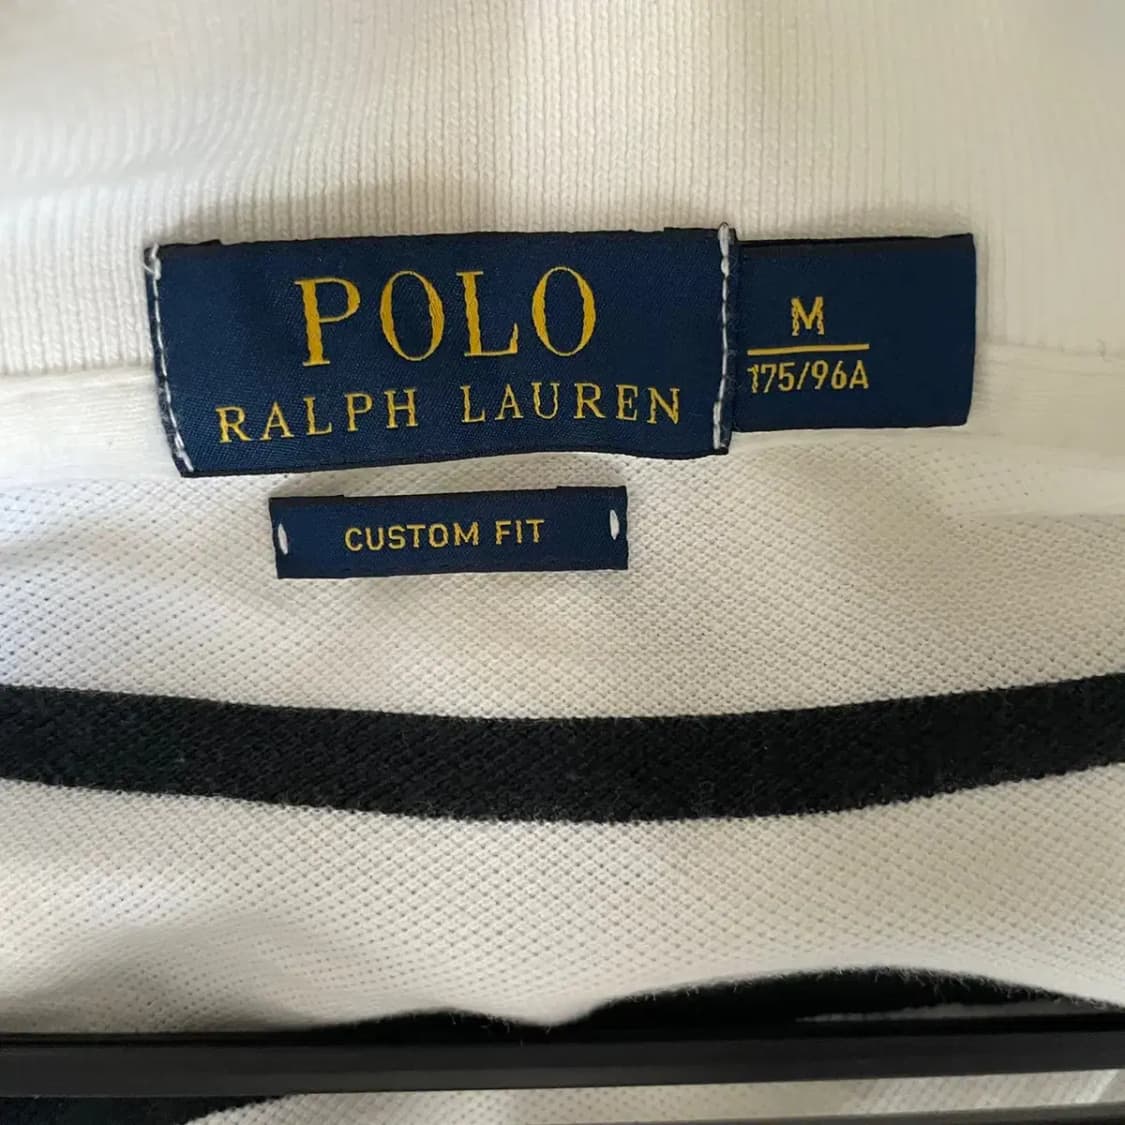 POLO
RALPH LAUREN
M
175/96A
CUSTOM FIT